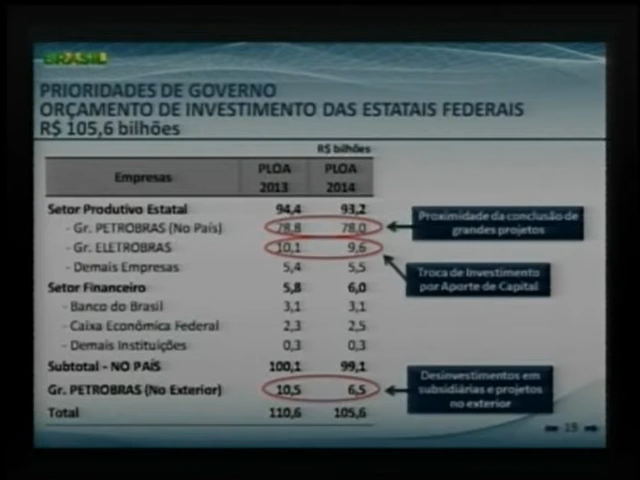 BRASIL
PRIORIDADES DE GOVERNO
ORÇAMENTO DE INVESTIMENTO DAS ESTATAIS FEDERAIS
R$ 105,6 bilhões
R$ bilhões
Empresas PLOA 2013 PLOA 2014
Setor Produtivo Estatal 94,4 93,2
- Gr. PETROBRAS (No País) 78,8 78,0
- Gr. ELETROBRAS 10,1 9,6
- Demais Empresas 5,4 5,5
Setor Financeiro 5,8 6,0
- Banco do Brasil 3,1 3,1
- Caixa Econômica Federal 2,3 2,5
- Demais Instituições 0,3 0,3
Subtotal - NO PAÍS 100,1 99,1
Gr. PETROBRAS (No Exterior) 10,5 6,5
Total 110,6 105,6
Proximidade da conclusão de
grandes projetos
Troca de Investimento
por Aporte de Capital
Desinvestimentos em
subsidiárias e projetos
no exterior
19